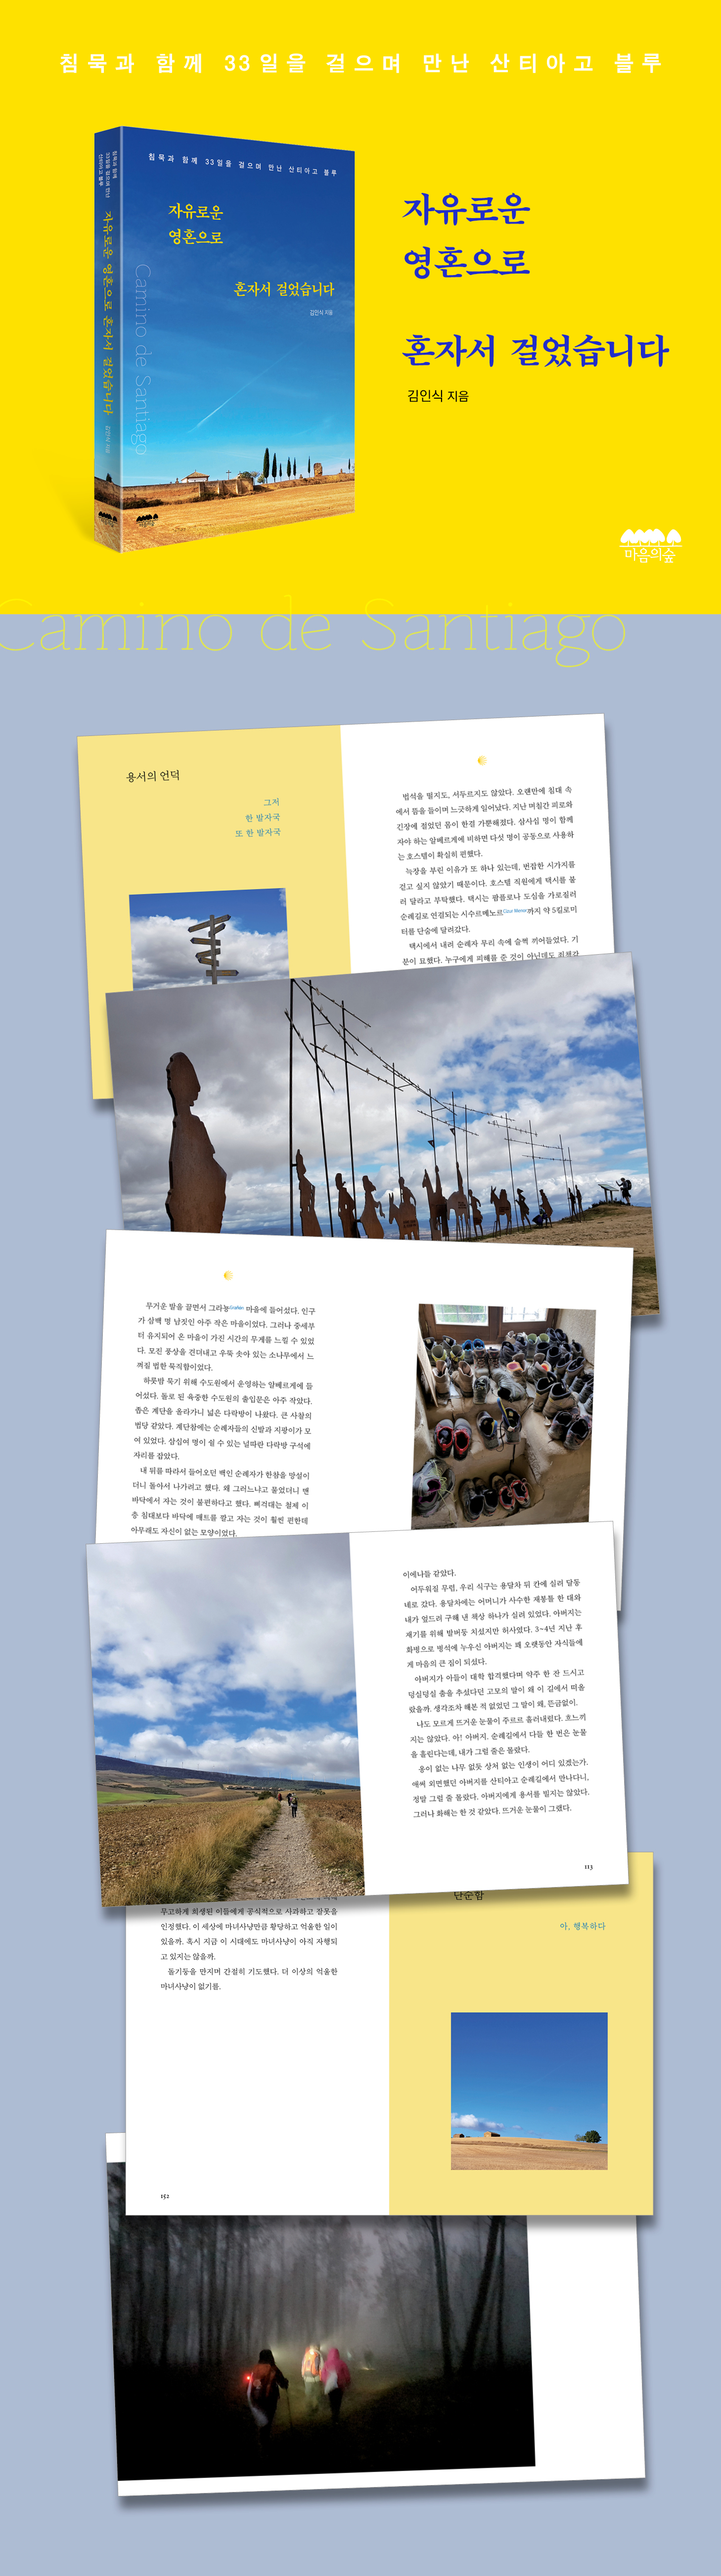 침묵과 함께 33일을 걸으며 만난 산티아고 블루
침묵과 함께
33일을 걸으며 만난
산티아고 블루
자유로운 영혼으로 혼자서 걸었습니다
김인식 지음
침묵과 함께 33일을 걸으며 만난 산티아고 블루
자유로운
영혼으로
혼자서 걸었습니다
김인식 지음
Camino de Santiago
자유로운
영혼으로
혼자서 걸었습니다
김인식 지음
마음의숲
Camino de Santiago
용서의 언덕
그저
한 발자국
또 한 발자국
범석을 떨지도, 서두르지도 않았다. 오랜만에 침대 속
에서 뜸을 들이며 느긋하게 일어났다. 지난 며칠간 피로와
긴장에 절었던 몸이 한결 가뿐해졌다. 삼사십 명이 함께
자야 하는 알베르게에 비하면 다섯 명이 공동으로 사용하
는 호스텔이 확실히 편했다.
늑장을 부린 이유가 또 하나 있는데, 번잡한 시가지를
걷고 싶지 않았기 때문이다. 호스텔 직원에게 택시를 불
러 달라고 부탁했다. 택시는 팜플로나 도심을 가로질러
순례길로 연결되는 시수르메노르Cizur Menor까지 약 5킬로미
터를 단숨에 달려갔다.
택시에서 내려 순례자 무리 속에 슬쩍 끼어들었다. 기
분이 묘했다. 누구에게 피해를 준 것이 아닌데도 죄책감
무거운 발을 끌면서 그라뇽Grañón 마을에 들어섰다. 인구
가 삼백 명 남짓인 아주 작은 마을이었다. 그러나 중세부
터 유지되어 온 마을이 가진 시간의 무게를 느낄 수 있었
다. 모진 풍상을 견뎌내고 우뚝 솟아 있는 소나무에서 느
껴질 법한 묵직함이었다.
하룻밤 묵기 위해 수도원에서 운영하는 알베르게에 들
어섰다. 돌로 된 육중한 수도원의 출입문은 아주 작았다.
좁은 계단을 올라가니 넓은 다락방이 나왔다. 큰 사찰의
법당 같았다. 계단참에는 순례자들의 신발과 지팡이가 모
여 있었다. 삼십여 명이 쉴 수 있는 널따란 다락방 구석에
자리를 잡았다.
내 뒤를 따라서 들어오던 백인 순례자가 한참을 망설이
더니 돌아서 나가려고 했다. 왜 그러느냐고 물었더니 맨
바닥에서 자는 것이 불편하다고 했다. 삐걱대는 철제 이
층 침대보다 바닥에 매트를 깔고 자는 것이 훨씬 편한데
아무래도 자신이 없는 모양이었다.
이에나들 같았다.
어두워질 무렵, 우리 식구는 용달차 뒤 칸에 실려 달동
네로 갔다. 용달차에는 어머니가 사수한 재봉틀 한 대와
내가 엎드려 구해 낸 책상 하나가 실려 있었다. 아버지는
재기를 위해 발버둥 치셨지만 허사였다. 3~4년 지난 후
화병으로 병석에 누우신 아버지는 꽤 오랫동안 자식들에
게 마음의 큰 짐이 되셨다.
아버지가 아들이 대학 합격했다며 약주 한 잔 드시고
덩실덩실 춤을 추셨다던 고모의 말이 왜 이 길에서 떠올
랐을까. 생각조차 해본 적 없었던 그 말이 왜, 뜬금없이.
나도 모르게 뜨거운 눈물이 주르르 흘러내렸다. 흐느끼
지는 않았다. 아! 아버지. 순례길에서 다들 한 번은 눈물
을 흘린다는데, 내가 그럴 줄은 몰랐다.
옹이 없는 나무 없듯 상처 없는 인생이 어디 있겠는가.
애써 외면했던 아버지를 산티아고 순례길에서 만나다니,
정말 그럴 줄 몰랐다. 아버지에게 용서를 빌지는 않았다.
그러나 화해는 한 것 같았다. 뜨거운 눈물이 그랬다.
113
무고하게 희생된 이들에게 공식적으로 사과하고 잘못을
인정했다. 이 세상에 마녀사냥만큼 황당하고 억울한 일이
있을까. 혹시 지금 이 시대에도 마녀사냥이 아직 자행되
고 있지는 않을까.
돌기둥을 만지며 간절히 기도했다. 더 이상의 억울한
마녀사냥이 없기를.
152
단순함
아, 행복하다